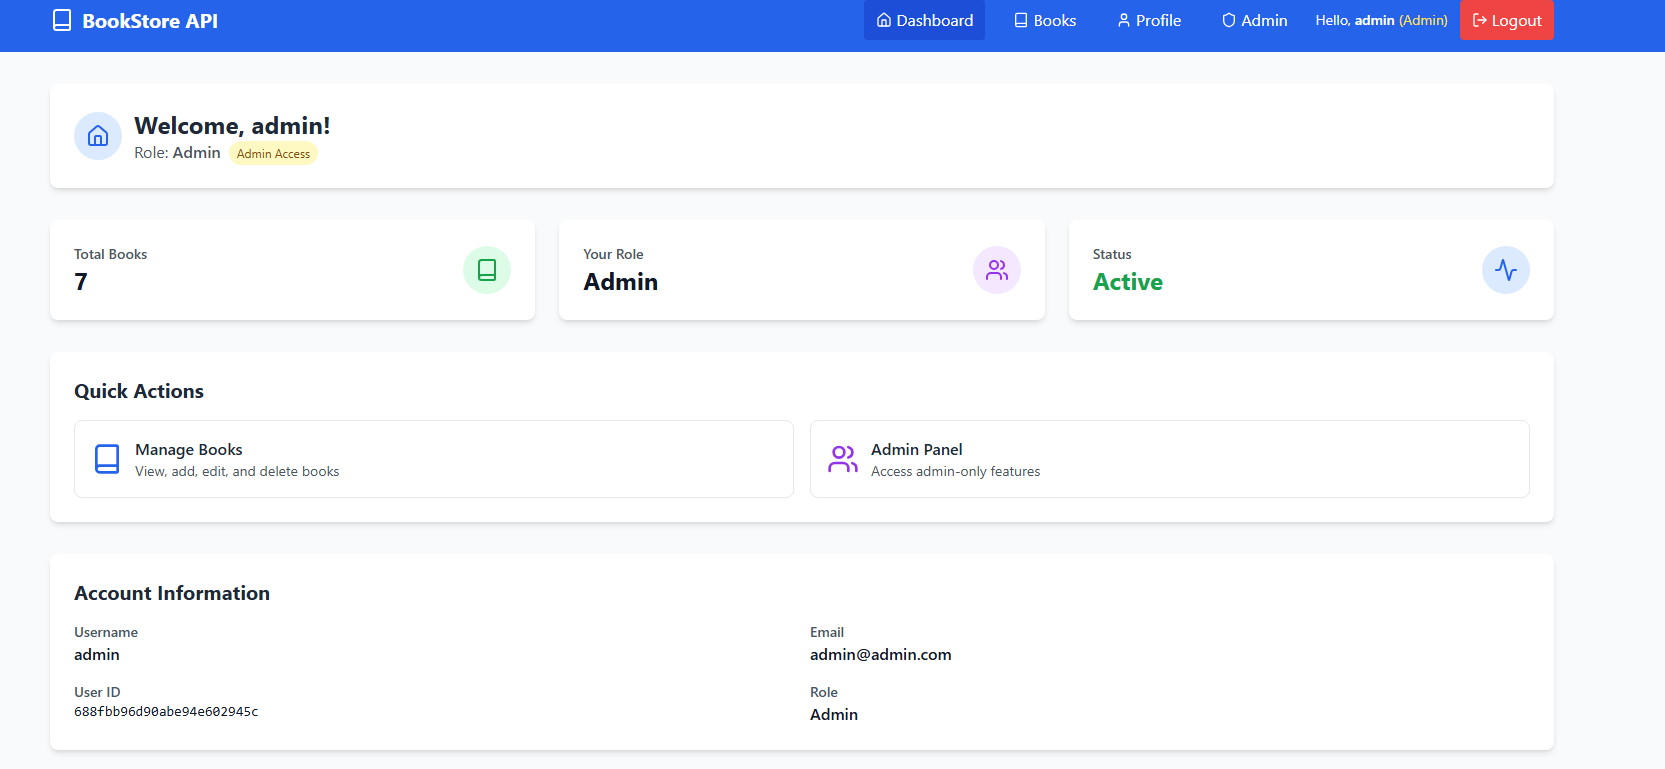 BookStore API
Dashboard Books Profile Admin Hello, admin (Admin) Logout
Welcome, admin!
Role: Admin Admin Access
Total Books
7
Your Role
Admin
Status
Active
Quick Actions
Manage Books
View, add, edit, and delete books
Admin Panel
Access admin-only features
Account Information
Username
admin
Email
admin@admin.com
User ID
688fbb96d90abe94e602945c
Role
Admin